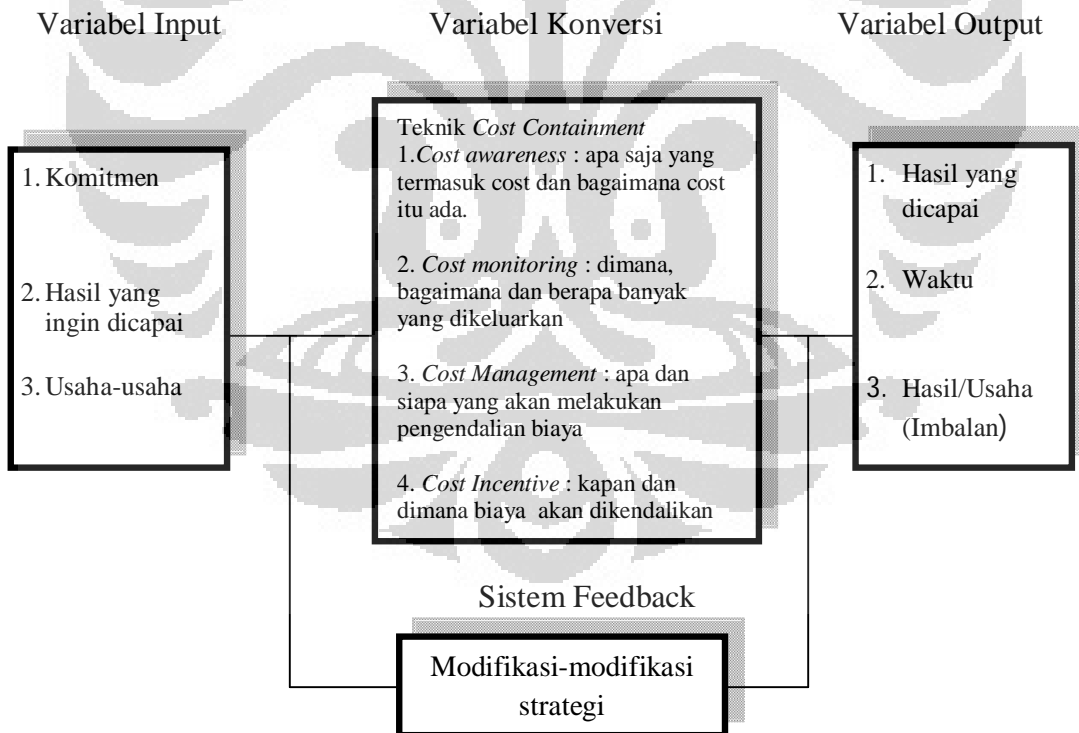 Variabel Input
Variabel Konversi
Variabel Output
1. Komitmen
2. Hasil yang
ingin dicapai
3. Usaha-usaha
Teknik Cost Containment
1.Cost awareness : apa saja yang
termasuk cost dan bagaimana cost
itu ada.
2. Cost monitoring : dimana,
bagaimana dan berapa banyak
yang dikeluarkan
3. Cost Management : apa dan
siapa yang akan melakukan
pengendalian biaya
4. Cost Incentive : kapan dan
dimana biaya akan dikendalikan
1. Hasil yang
dicapai
2. Waktu
3. Hasil/Usaha
(Imbalan)
Sistem Feedback
Modifikasi-modifikasi
strategi